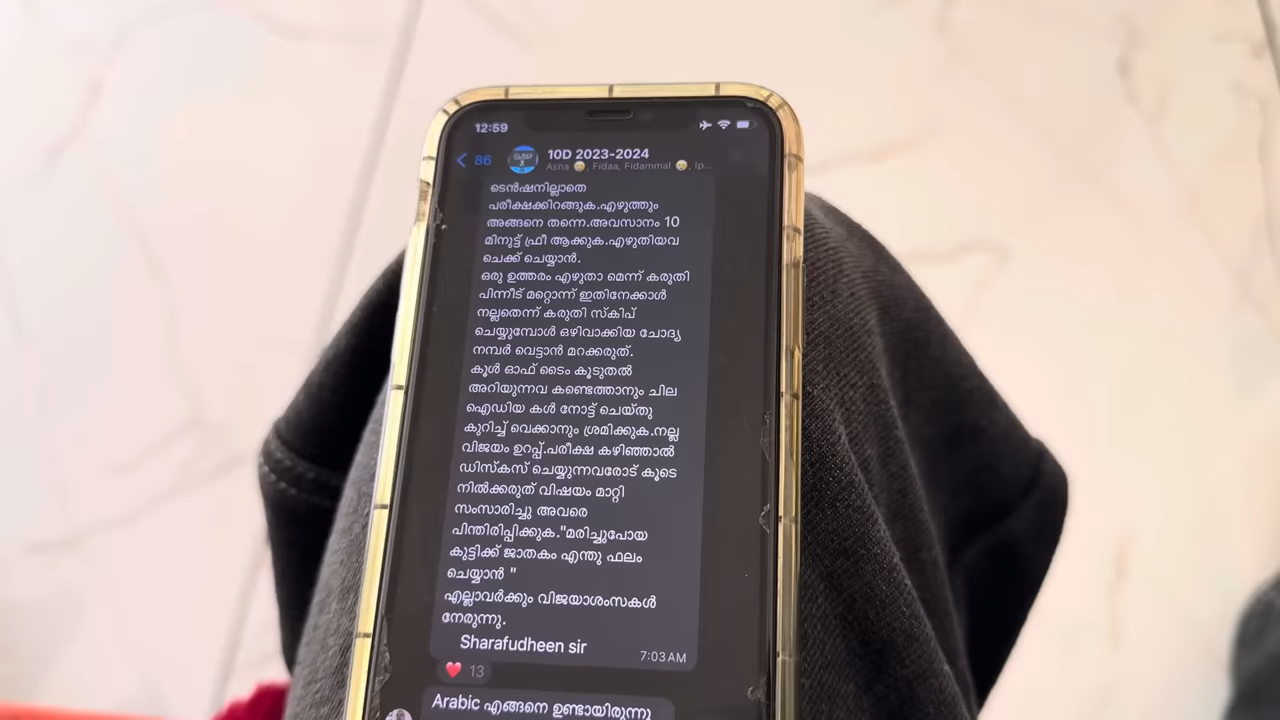 12:59
86
10D 2023-2024
Asna, Fidaa, Fidammal, Ip...
ടെൻഷനില്ലാതെ
പരീക്ഷക്കിറങ്ങുക.എഴുത്തും
അങ്ങനെ തന്നെ.അവസാനം 10
മിനുട്ട് ഫ്രീ ആക്കുക.എഴുതിയവ
ചെക്ക് ചെയ്യാൻ.
ഒരു ഉത്തരം എഴുതാ മെന്ന് കരുതി
പിന്നീട് മറ്റൊന്ന് ഇതിനേക്കാൾ
നല്ലതെന്ന് കരുതി സ്കിപ്
ചെയ്യുമ്പോൾ ഒഴിവാക്കിയ ചോദ്യ
നമ്പർ വെട്ടാൻ മറക്കരുത്.
കൂൾ ഓഫ് ടൈം കൂടുതൽ
അറിയുന്നവ കണ്ടെത്താനും ചില
ഐഡിയ കൾ നോട്ട് ചെയ്തു
കുറിച്ച് വെക്കാനും ശ്രമിക്കുക.നല്ല
വിജയം ഉറപ്പ്.പരീക്ഷ കഴിഞ്ഞാൽ
ഡിസ്കസ് ചെയ്യുന്നവരോട് കൂടെ
നിൽക്കരുത് വിഷയം മാറ്റി
സംസാരിച്ചു അവരെ
പിന്തിരിപ്പിക്കുക."മരിച്ചുപോയ
കുട്ടിക്ക് ജാതകം എന്തു ഫലം
ചെയ്യാൻ "
എല്ലാവർക്കും വിജയാശംസകൾ
നേരുന്നു.
Sharafudheen sir
7:03 AM
13
Arabic എങ്ങനെ ഉണ്ടായിരുന്നു